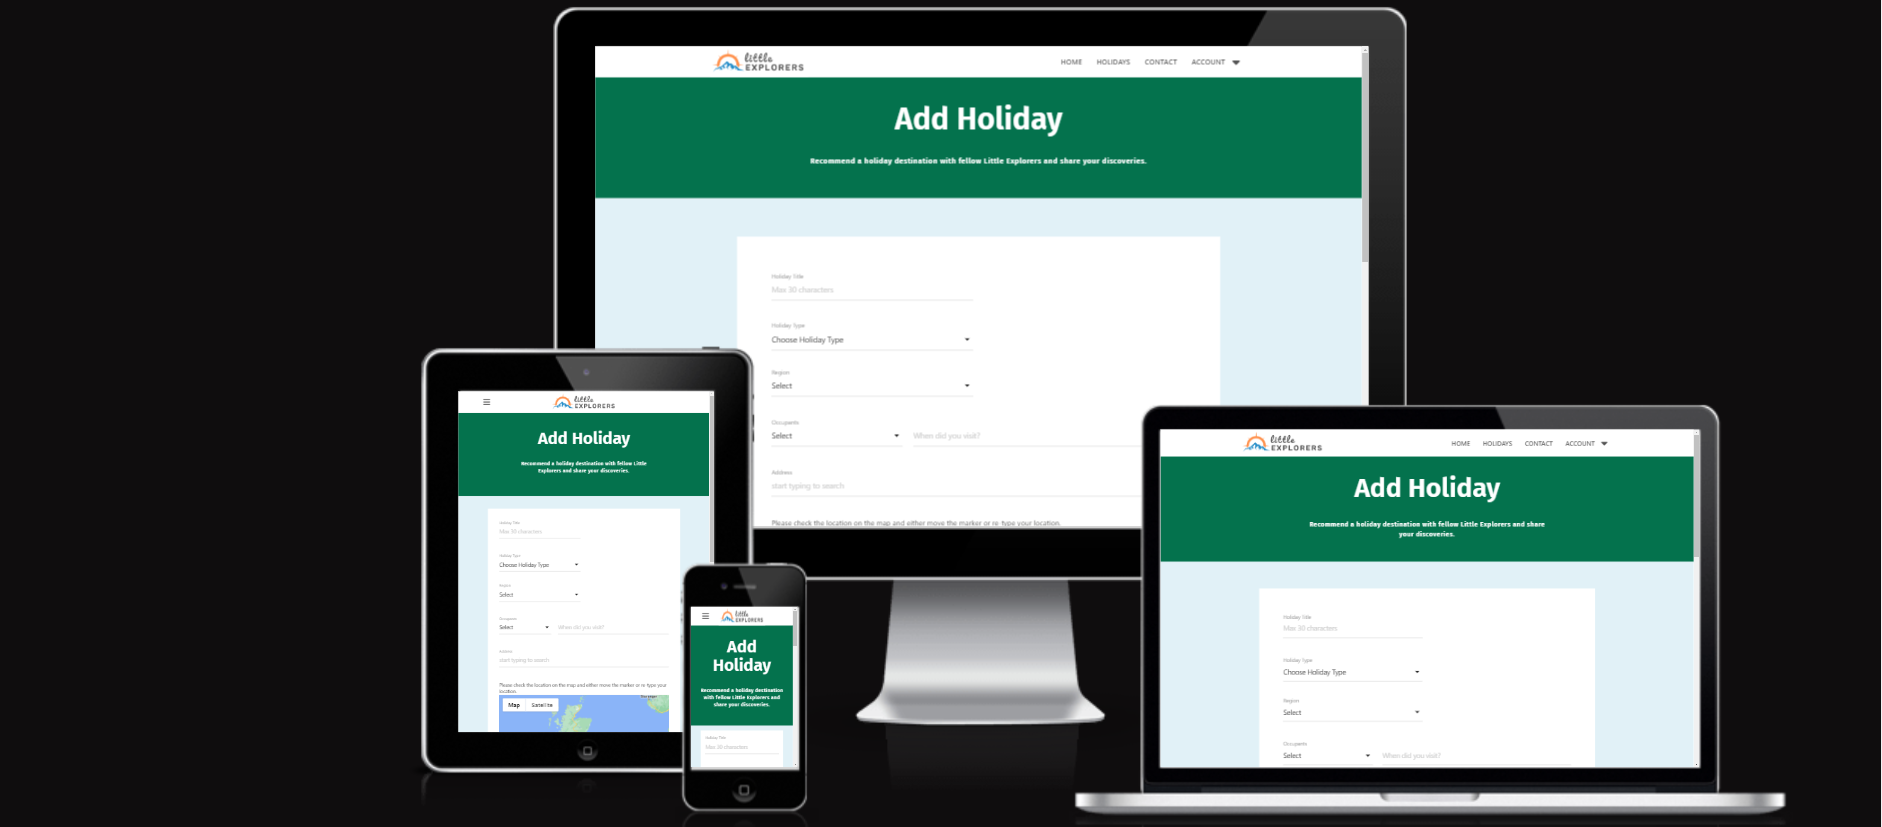 little
EXPLORERS
HOME HOLIDAYS CONTACT ACCOUNT
Add Holiday
Recommend a holiday destination with fellow Little Explorers and share your discoveries.
Holiday Title
Max 30 characters
Holiday Type
Choose Holiday Type
Region
Select
Occupants
Select When did you visit?
Address
start typing to search
Please check the location on the map and either move the marker or re-type your location.
little
EXPLORERS
Add Holiday
Recommend a holiday destination with fellow Little
Explorers and share your discoveries.
Holiday Title
Max 30 characters
Holiday Type
Choose Holiday Type
Region
Select
Occupants
Select When did you visit?
Address
start typing to search
Please check the location on the map and either move the marker or re-type your
location.
Map Satellite
little
EXPLORERS
Add
Holiday
Recommend a holiday destination
with fellow Little Explorers and
share your discoveries.
Holiday Title
Max 30 characters
little
EXPLORERS
HOME HOLIDAYS CONTACT ACCOUNT
Add Holiday
Recommend a holiday destination with fellow Little Explorers and share
your discoveries.
Holiday Title
Max 30 characters
Holiday Type
Choose Holiday Type
Region
Select
Occupants
Select When did you visit?